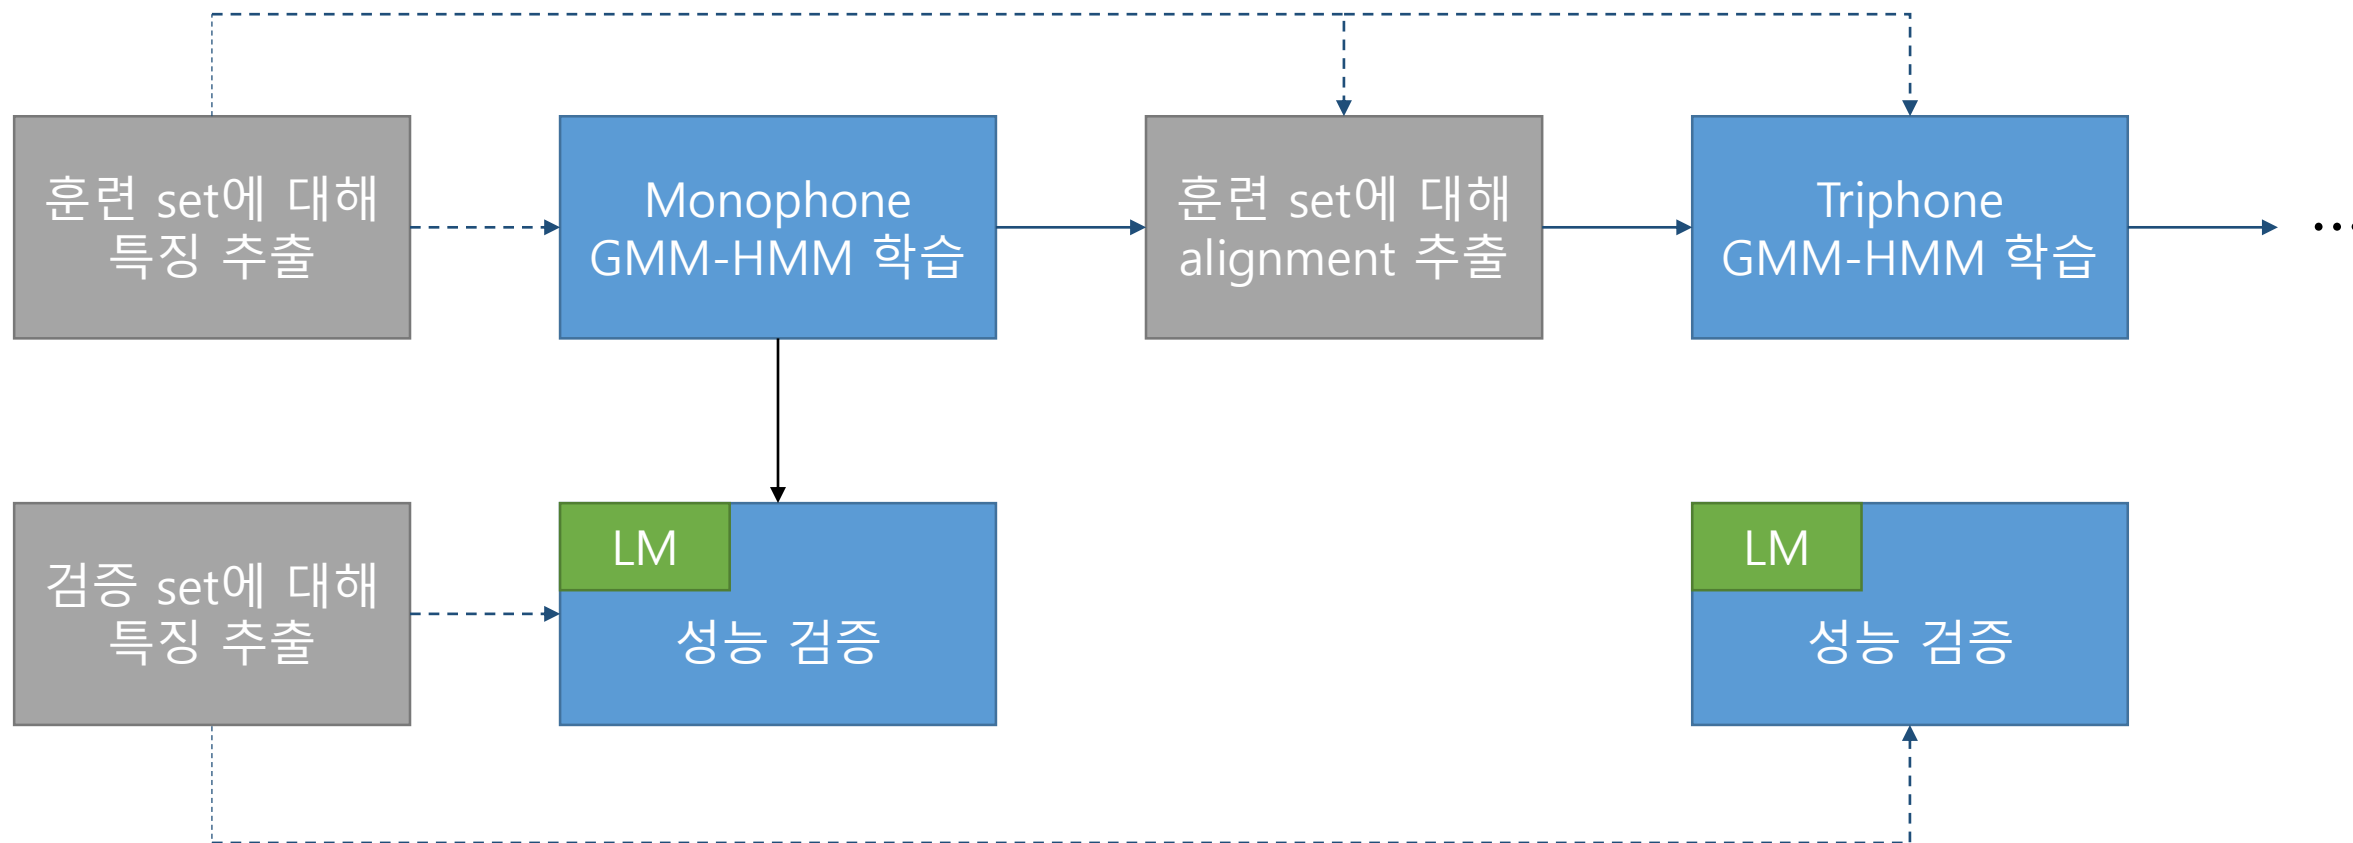 훈련 set에 대해
특징 추출
Monophone
GMM-HMM 학습
훈련 set에 대해
alignment 추출
Triphone
GMM-HMM 학습
...
검증 set에 대해
특징 추출
LM
성능 검증
LM
성능 검증